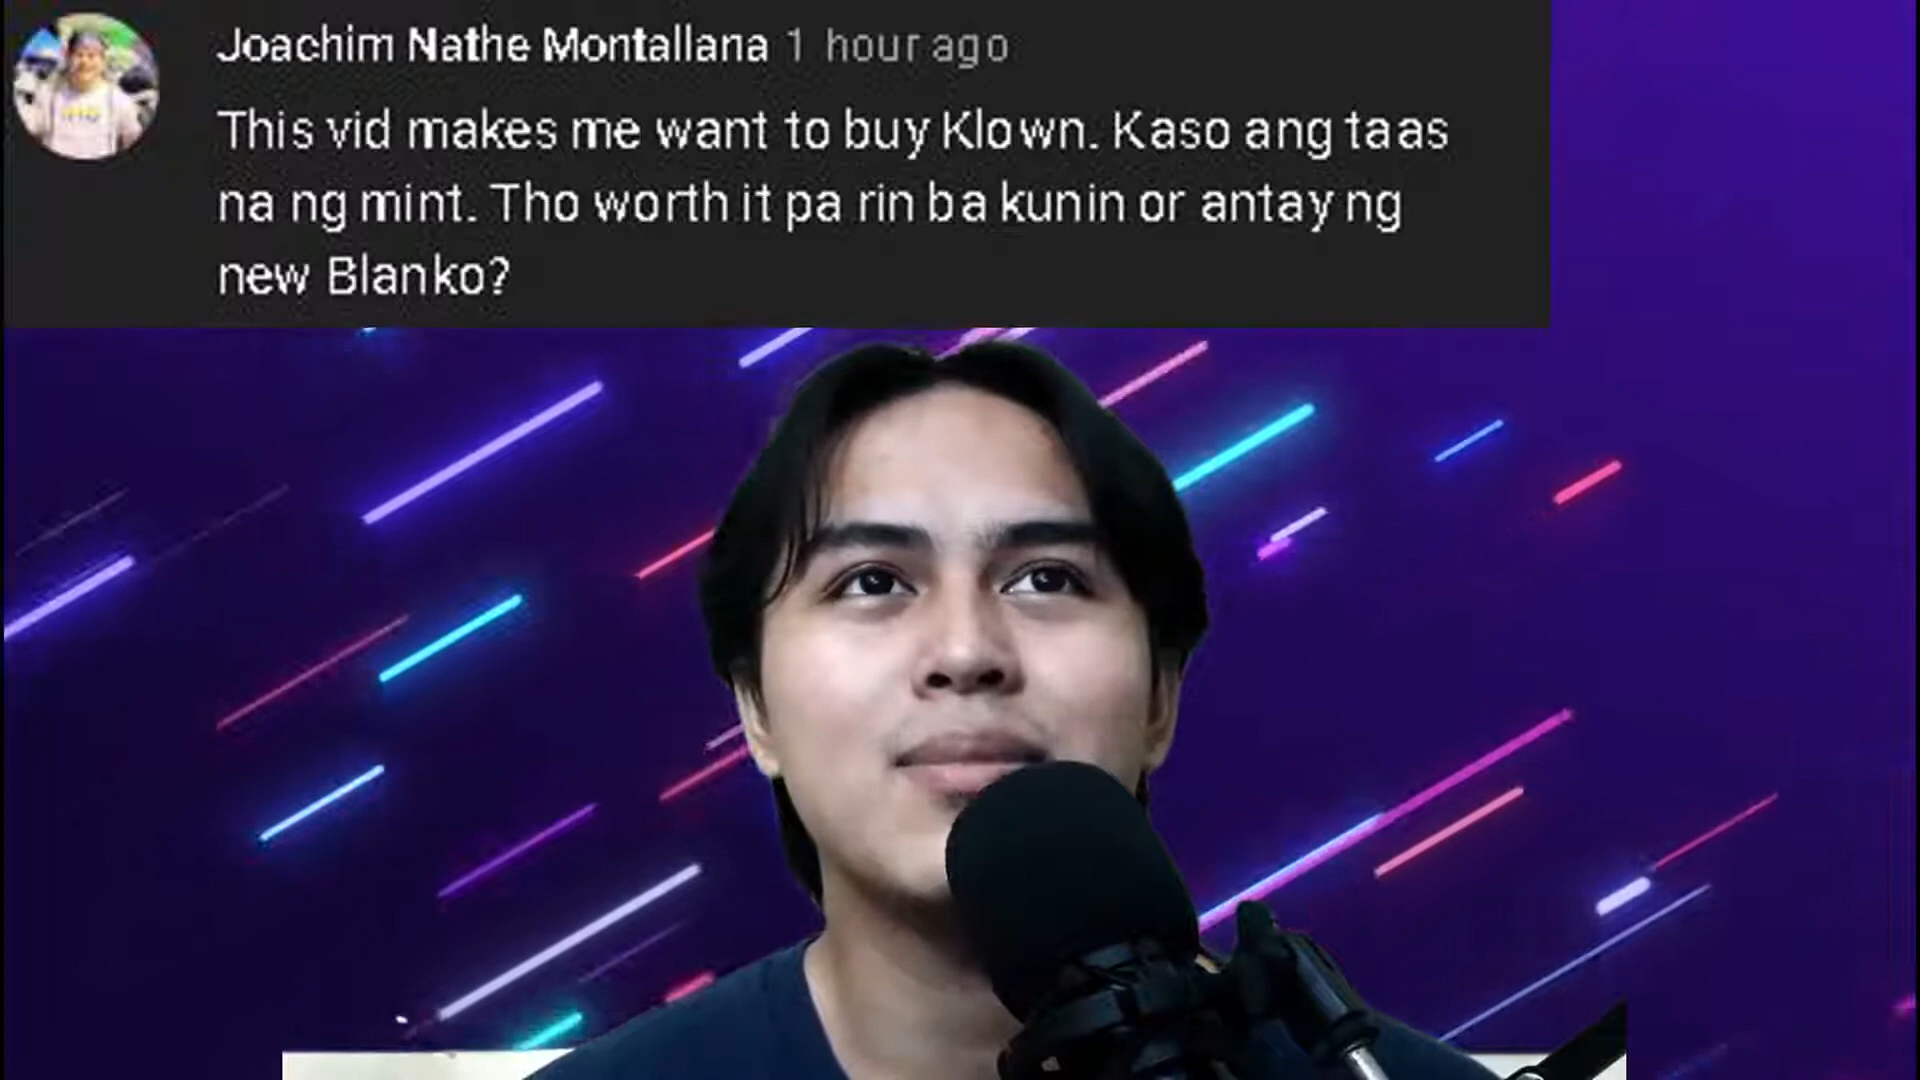 Joachim Nathe Montallana 1 hour ago
This vid makes me want to buy Klown. Kaso ang taas
na ng mint. Tho worth it pa rin ba kunin or antay ng
new Blanko?